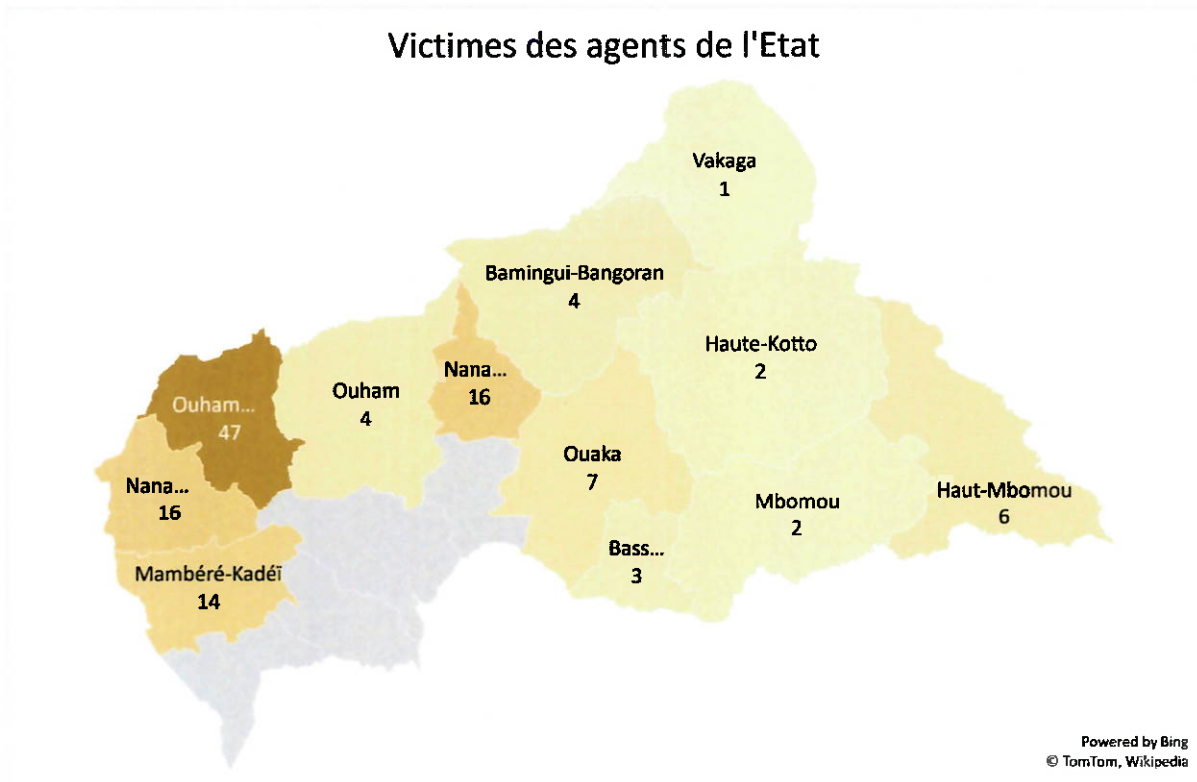 Victimes des agents de l'Etat
Vakaga
1
Bamingui-Bangoran
4
Haute-Kotto
2
Nana...
16
Ouham
4
Ouham...
47
Ouaka
7
Nana...
16
Mbomou
2
Haut-Mbomou
6
Bass...
3
Mambéré-Kadéï
14
Powered by Bing
© TomTom, Wikipedia